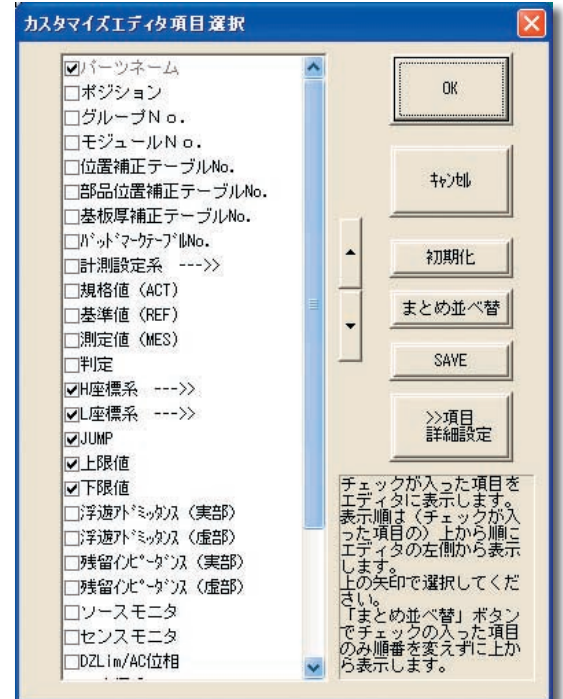 カスタマイズエディタ項目選択
パーツネーム
ポジション
グループNo.
モジュールNo.
位置補正テーブルNo.
部品位置補正テーブルNo.
基板厚補正テーブルNo.
ﾊﾞｯﾄﾞﾏｰｸﾃｰﾌﾞﾙNo.
計測設定系 --->>
規格値 (ACT)
基準値 (REF)
測定値 (MES)
判定
H座標系 --->>
L座標系 --->>
JUMP
上限値
下限値
浮遊ｱﾄﾞﾐｯﾀﾝｽ (実部)
浮遊ｱﾄﾞﾐｯﾀﾝｽ (虚部)
残留ｲﾝﾋﾟｰﾀﾞﾝｽ (実部)
残留ｲﾝﾋﾟｰﾀﾞﾝｽ (虚部)
ソースモニタ
センスモニタ
DZLim/AC位相
OK
ｷｬﾝｾﾙ
初期化
まとめ並べ替
SAVE
>>項目
詳細設定
チェックが入った項目を
エディタに表示します。
表示順は（チェックが入
った項目の）上から順に
エディタの左側から表示
します。
上の矢印で選択してくだ
さい。
「まとめ並べ替」ボタン
でチェックの入った項目
のみ順番を変えずに上か
ら表示します。